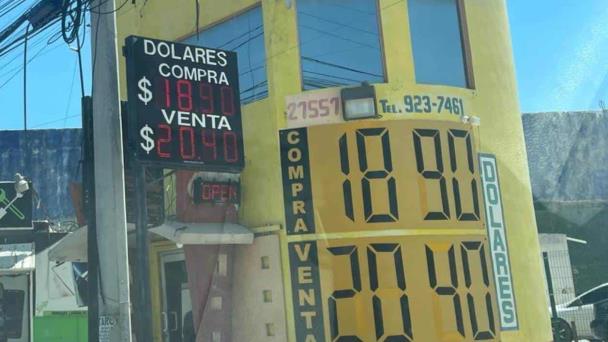 DOLARES
COMPRA
$ 18.90
VENTA
$ 20.40
OPEN
27557
TEL. 923-7461
COMPRA
18 90
VENTA
20 40
DOLARES